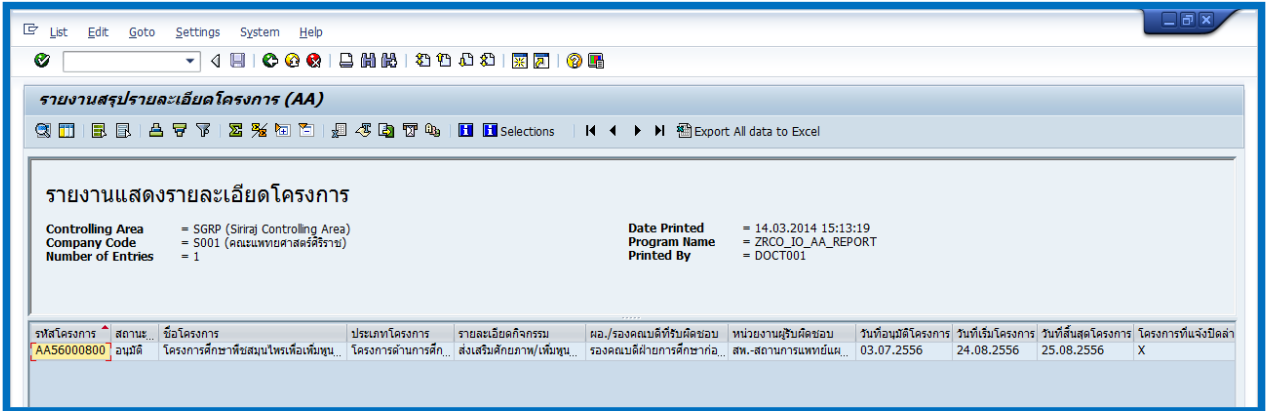 List Edit Goto Settings System Help
รายงานสรุปรายละเอียดโครงการ (AA)
Selections Export All data to Excel
รายงานแสดงรายละเอียดโครงการ
Controlling Area = SGRP (Siriraj Controlling Area) Date Printed = 14.03.2014 15:13:19
Company Code = S001 (คณะแพทยศาสตร์ศิริราช) Program Name = ZRCO_IO_AA_REPORT
Number of Entries = 1 Printed By = DOCT001
รหัสโครงการ สถานะ... ชื่อโครงการ ประเภทโครงการ รายละเอียดกิจกรรม ผอ./รองคณบดีที่รับผิดชอบ หน่วยงานผู้รับผิดชอบ วันที่อนุมัติโครงการ วันที่เริ่มโครงการ วันที่สิ้นสุดโครงการ โครงการที่แจ้งปิดล่า
AA56000800 อนุมัติ โครงการศึกษาพืชสมุนไพรเพื่อเพิ่มพูน... โครงการด้านการศึก... ส่งเสริมศักยภาพ/เพิ่มพูน... รองคณบดีฝ่ายการศึกษาก่อ... สพ.-สถานการแพทย์แผ... 03.07.2556 24.08.2556 25.08.2556 X